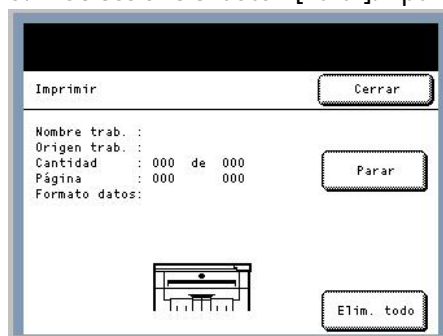 Imprimir
Cerrar
Nombre trab. :
Origen trab. :
Cantidad : 000 de 000
Página : 000 000
Formato datos:
Parar
Elim. todo